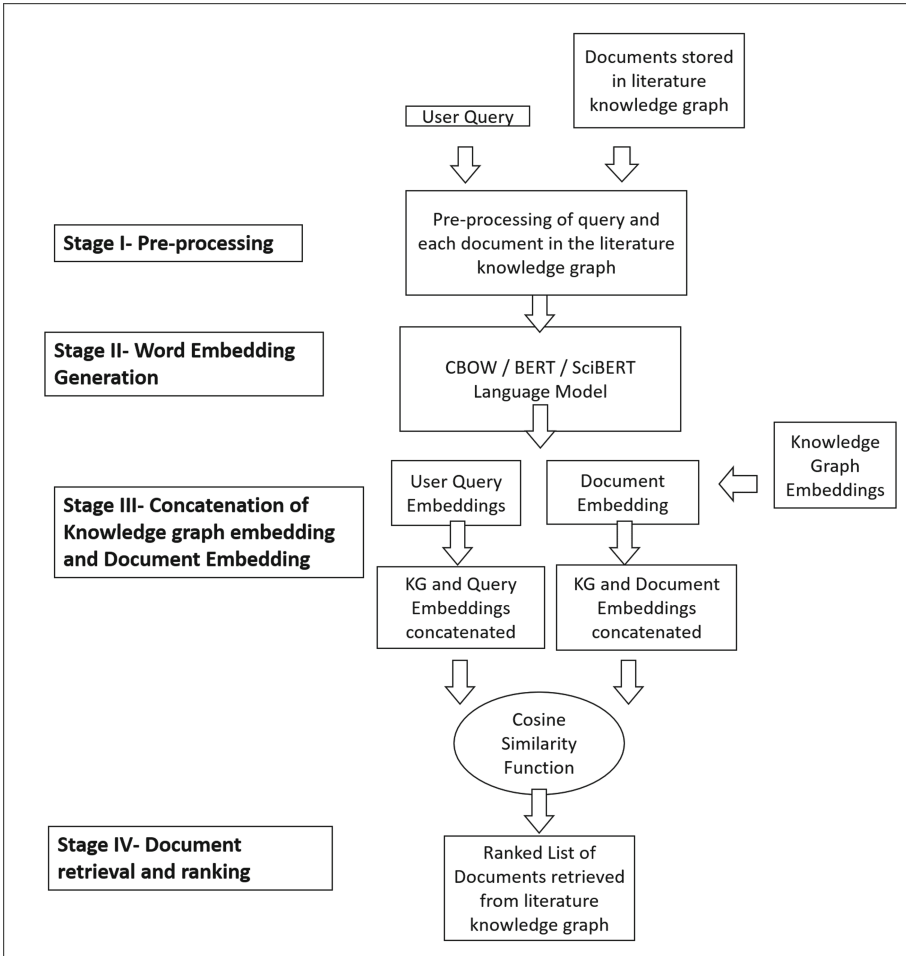 Documents stored
in literature
knowledge graph
User Query
Stage I- Pre-processing
Pre-processing of query and
each document in the literature
knowledge graph
Stage II- Word Embedding
Generation
CBOW / BERT / SciBERT
Language Model
Knowledge
Graph
Embeddings
Stage III- Concatenation of
Knowledge graph embedding
and Document Embedding
User Query
Embeddings
Document
Embedding
KG and Query
Embeddings
concatenated
KG and Document
Embeddings
concatenated
Cosine
Similarity
Function
Stage IV- Document
retrieval and ranking
Ranked List of
Documents retrieved
from literature
knowledge graph